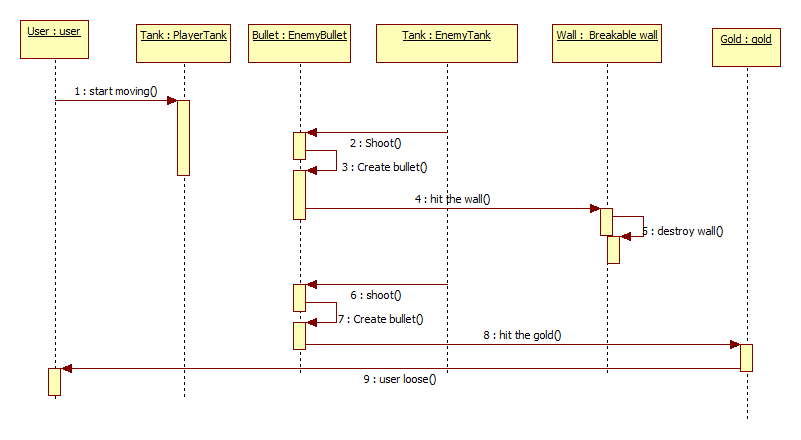 User : user
Tank : PlayerTank
Bullet : EnemyBullet
Tank : EnemyTank
Wall : Breakable wall
Gold : gold
1 : start moving()
2 : Shoot()
3 : Create bullet()
4 : hit the wall()
5 : destroy wall()
6 : shoot()
7 : Create bullet()
8 : hit the gold()
9 : user loose()